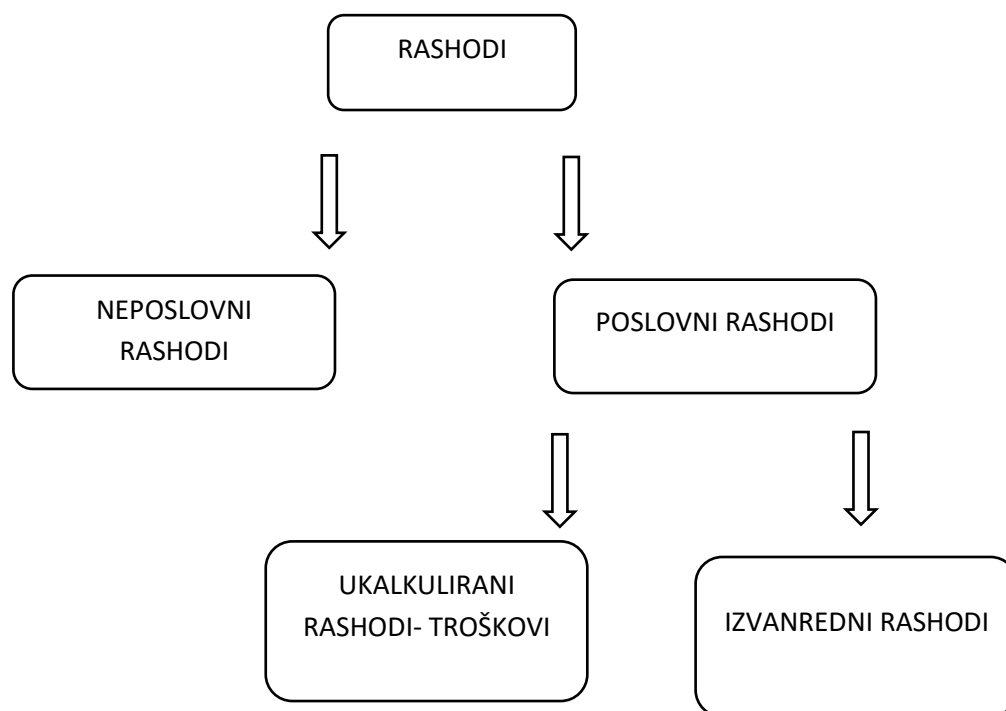 RASHODI
NEPOSLOVNI
RASHODI
POSLOVNI RASHODI
UKALKULIRANI
RASHODI- TROŠKOVI
IZVANREDNI RASHODI